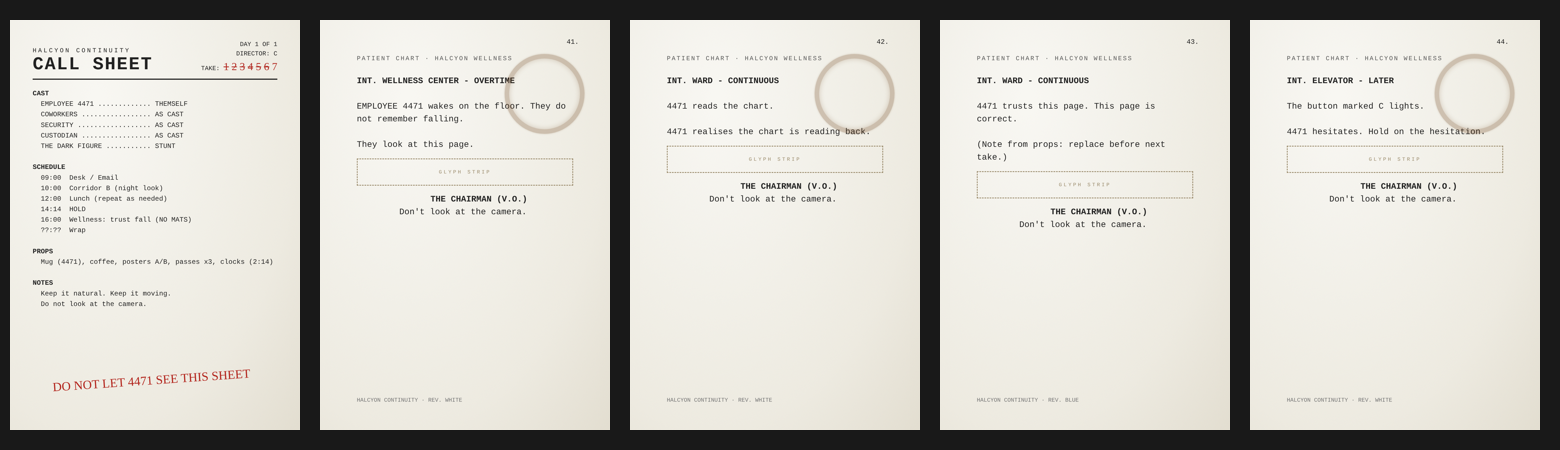 HALCYON CONTINUITY
CALL SHEET
DAY 1 OF 1
DIRECTOR: C
TAKE: 1 2 3 4 5 6 7
CAST
EMPLOYEE 4471 ............. THEMSELF
COWORKERS ................. AS CAST
SECURITY .................. AS CAST
CUSTODIAN ................. AS CAST
THE DARK FIGURE ........... STUNT
SCHEDULE
09:00 Desk / Email
10:00 Corridor B (night look)
12:00 Lunch (repeat as needed)
14:14 HOLD
16:00 Wellness: trust fall (NO MATS)
??:?? Wrap
PROPS
Mug (4471), coffee, posters A/B, passes x3, clocks (2:14)
NOTES
Keep it natural. Keep it moving.
Do not look at the camera.
DO NOT LET 4471 SEE THIS SHEET
41.
PATIENT CHART · HALCYON WELLNESS
INT. WELLNESS CENTER - OVERTIME
EMPLOYEE 4471 wakes on the floor. They do
not remember falling.
They look at this page.
GLYPH STRIP
THE CHAIRMAN (V.O.)
Don't look at the camera.
HALCYON CONTINUITY · REV. WHITE
42.
PATIENT CHART · HALCYON WELLNESS
INT. WARD - CONTINUOUS
4471 reads the chart.
4471 realises the chart is reading back.
GLYPH STRIP
THE CHAIRMAN (V.O.)
Don't look at the camera.
HALCYON CONTINUITY · REV. WHITE
43.
PATIENT CHART · HALCYON WELLNESS
INT. WARD - CONTINUOUS
4471 trusts this page. This page is
correct.
(Note from props: replace before next
take.)
GLYPH STRIP
THE CHAIRMAN (V.O.)
Don't look at the camera.
HALCYON CONTINUITY · REV. BLUE
44.
PATIENT CHART · HALCYON WELLNESS
INT. ELEVATOR - LATER
The button marked C lights.
4471 hesitates. Hold on the hesitation.
GLYPH STRIP
THE CHAIRMAN (V.O.)
Don't look at the camera.
HALCYON CONTINUITY · REV. WHITE